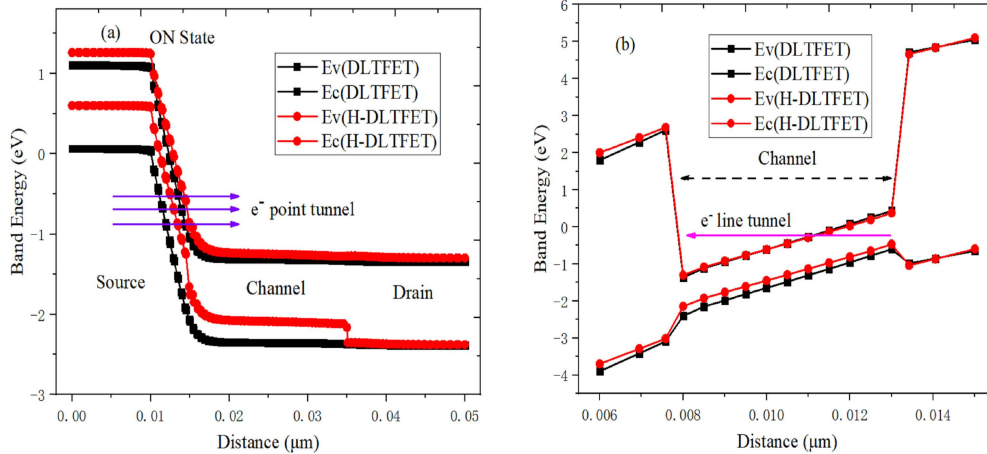 (a)
ON State
Ev(DLTFET)
Ec(DLTFET)
Ev(H-DLTFET)
Ec(H-DLTFET)
e⁻ point tunnel
Source
Channel
Drain
Band Energy (eV)
1
0
−1
−2
−3
0.00 0.01 0.02 0.03 0.04 0.05
Distance (μm)
(b)
Ev(DLTFET)
Ec(DLTFET)
Ev(H-DLTFET)
Ec(H-DLTFET)
Channel
e⁻ line tunnel
Band Energy (eV)
6
5
4
3
2
1
0
−1
−2
−3
−4
0.006 0.008 0.010 0.012 0.014
Distance (μm)